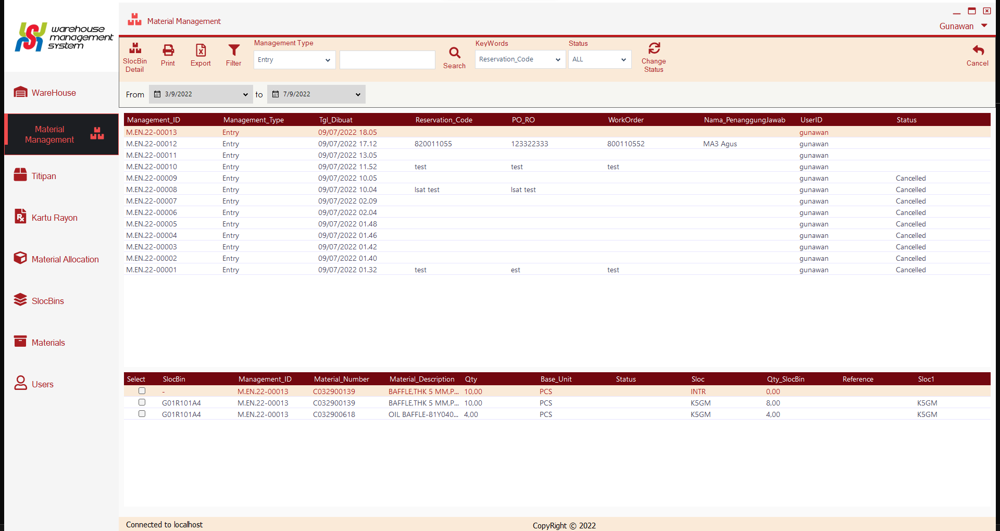 warehouse
management
system
Material Management
Gunawan
SlocBin
Detail
Print
Export
Filter
Management Type
Entry
Search
KeyWords
Reservation_Code
Status
ALL
Change
Status
Cancel
From 3/9/2022 to 7/9/2022
WareHouse
Material
Management
Titipan
Kartu Rayon
Material Allocation
SlocBins
Materials
Users
Management_ID Management_Type Tgl_Dibuat Reservation_Code PO_RO WorkOrder Nama_PenanggungJawab UserID Status
M.EN.22-00013 Entry 09/07/2022 18.05 gunawan
M.EN.22-00012 Entry 09/07/2022 17.12 820011055 123322333 800110552 MA3 Agus gunawan
M.EN.22-00011 Entry 09/07/2022 13.05 gunawan
M.EN.22-00010 Entry 09/07/2022 11.52 test test test gunawan
M.EN.22-00009 Entry 09/07/2022 10.05 gunawan Cancelled
M.EN.22-00008 Entry 09/07/2022 10.04 lsat test lsat test gunawan Cancelled
M.EN.22-00007 Entry 09/07/2022 02.09 gunawan Cancelled
M.EN.22-00006 Entry 09/07/2022 02.04 gunawan Cancelled
M.EN.22-00005 Entry 09/07/2022 01.48 gunawan Cancelled
M.EN.22-00004 Entry 09/07/2022 01.46 gunawan Cancelled
M.EN.22-00003 Entry 09/07/2022 01.42 gunawan Cancelled
M.EN.22-00002 Entry 09/07/2022 01.40 gunawan Cancelled
M.EN.22-00001 Entry 09/07/2022 01.32 test est test gunawan Cancelled
Select SlocBin Management_ID Material_Number Material_Description Qty Base_Unit Status Sloc Qty_SlocBin Reference Sloc1
- M.EN.22-00013 C032900139 BAFFLE,THK 5 MM,P... 10,00 PCS INTR 0,00
G01R101A4 M.EN.22-00013 C032900139 BAFFLE,THK 5 MM,P... 10,00 PCS K5GM 8,00 K5GM
G01R101A4 M.EN.22-00013 C032900618 OIL BAFFLE-81Y040... 4,00 PCS K5GM 4,00 K5GM
Connected to localhost
CopyRight © 2022